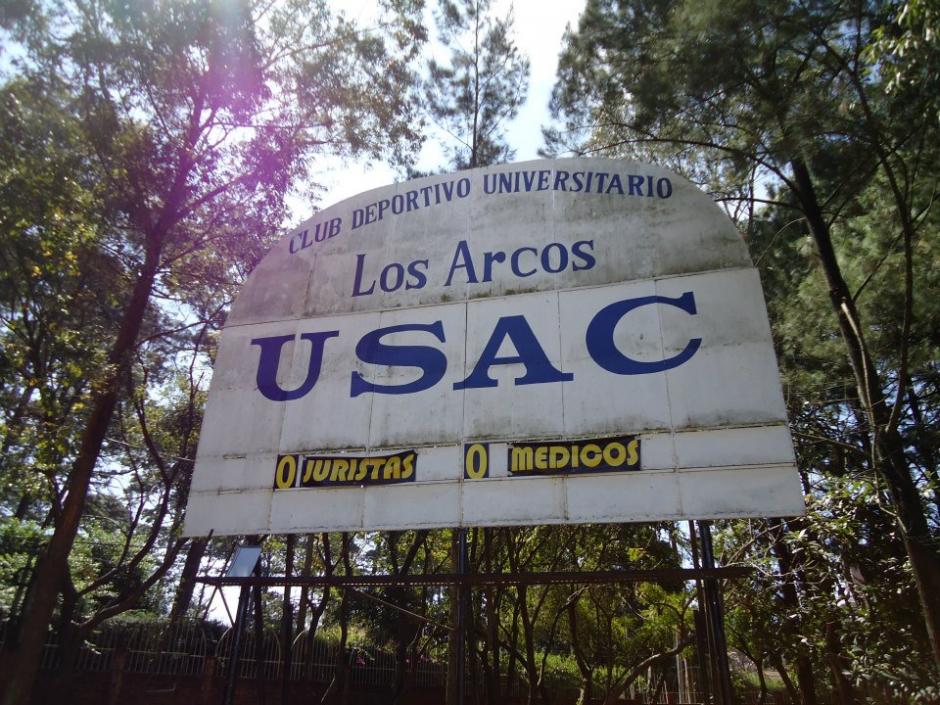 CLUB DEPORTIVO UNIVERSITARIO
Los Arcos
USAC
0 JURISTAS 0 MEDICOS